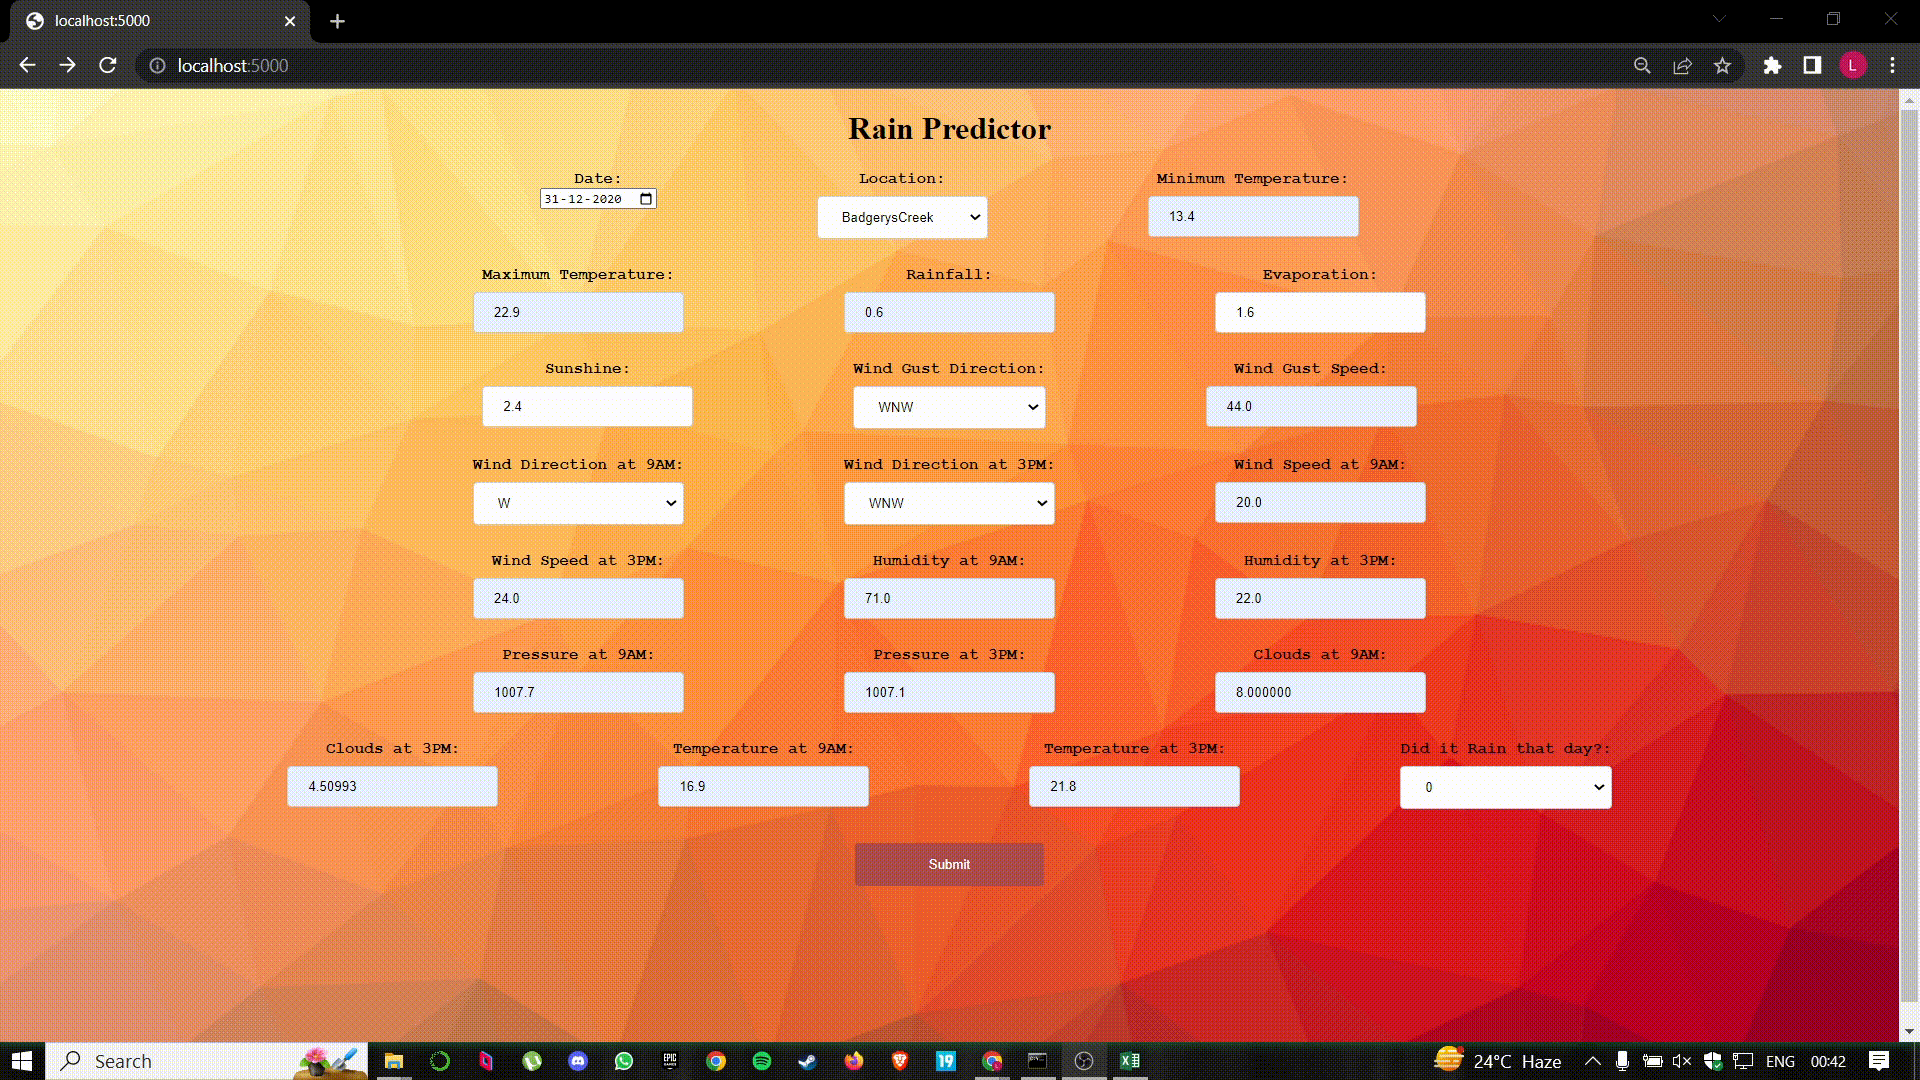 localhost:5000
localhost:5000
L
Rain Predictor
Date: Location: Minimum Temperature:
31-12-2020 BadgerysCreek 13.4
Maximum Temperature: Rainfall: Evaporation:
22.9 0.6 1.6
Sunshine: Wind Gust Direction: Wind Gust Speed:
2.4 WNW 44.0
Wind Direction at 9AM: Wind Direction at 3PM: Wind Speed at 9AM:
W WNW 20.0
Wind Speed at 3PM: Humidity at 9AM: Humidity at 3PM:
24.0 71.0 22.0
Pressure at 9AM: Pressure at 3PM: Clouds at 9AM:
1007.7 1007.1 8.000000
Clouds at 3PM: Temperature at 9AM: Temperature at 3PM: Did it Rain that day?:
4.50993 16.9 21.8 0
Submit
Search EPIC GAMES 19 24°C Haze ENG 00:42